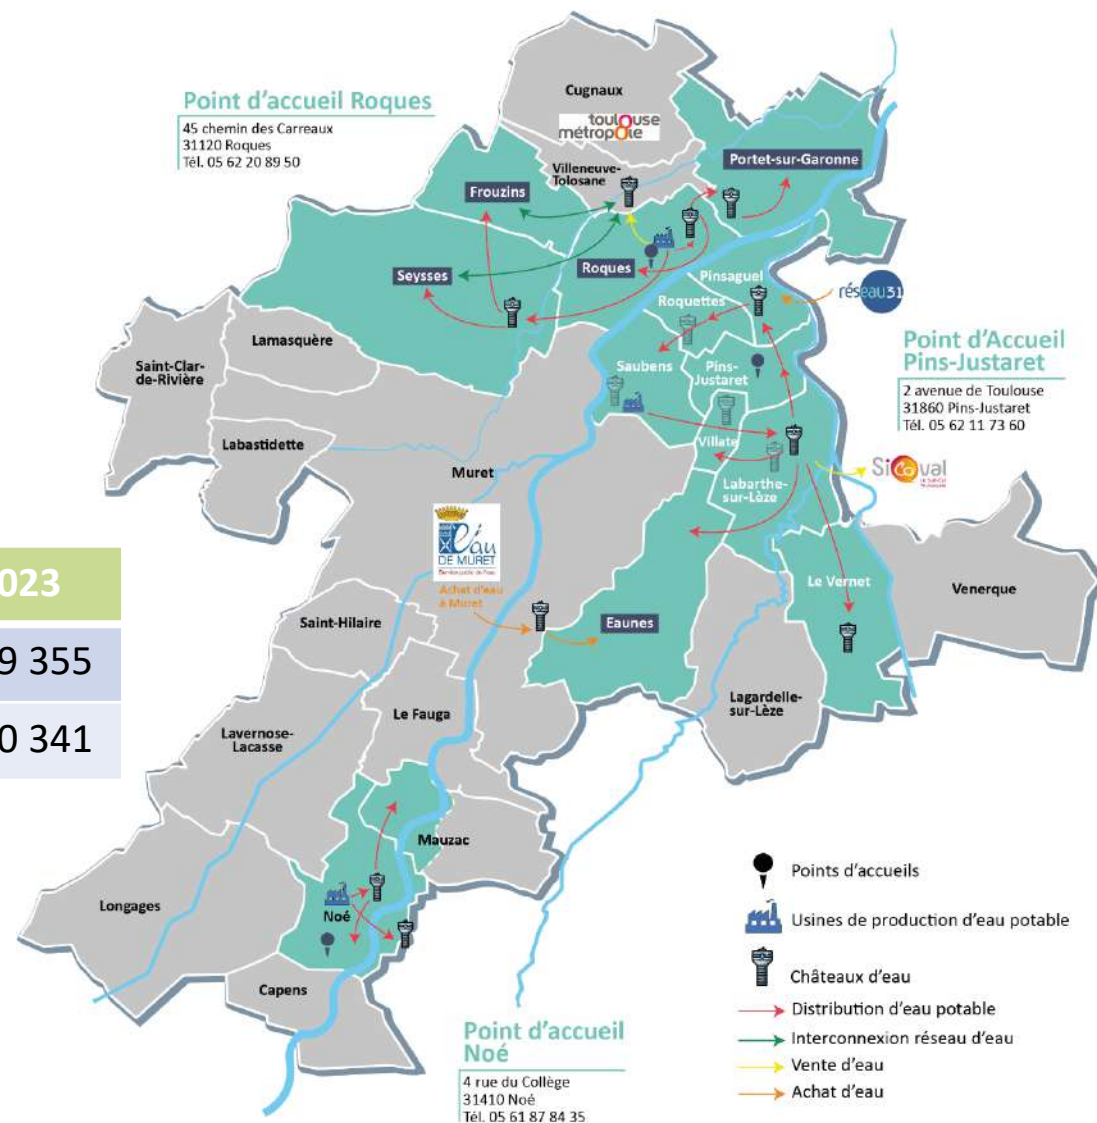 Point d'accueil Roques
45 chemin des Carreaux
31120 Roques
Tél. 05 62 20 89 50
Cugnaux
toulouse
métropole
Villeneuve-
Tolosane
Portet-sur-Garonne
Frouzins
Roques
Seysses
Pinsaguel
Roquettes
réseau31
Lamasquère
Saint-Clar-
de-Rivière
Saubens
Pins-
Justaret
Point d'Accueil
Pins-Justaret
2 avenue de Toulouse
31860 Pins-Justaret
Tél. 05 62 11 73 60
Labastidette
Villate
Muret
Labarthe-
sur-Lèze
Sicoval
eau
DE MURET
Service public de l'eau
Achat d'eau
à Muret
023
9 355
0 341
Le Vernet
Venerque
Saint-Hilaire
Eaunes
Lagardelle-
sur-Lèze
Le Fauga
Lavernose-
Lacasse
Mauzac
Longages
Noé
Capens
Point d'accueil
Noé
4 rue du Collège
31410 Noé
Tél. 05 61 87 84 35
Points d'accueils
Usines de production d'eau potable
Châteaux d'eau
Distribution d'eau potable
Interconnexion réseau d'eau
Vente d'eau
Achat d'eau